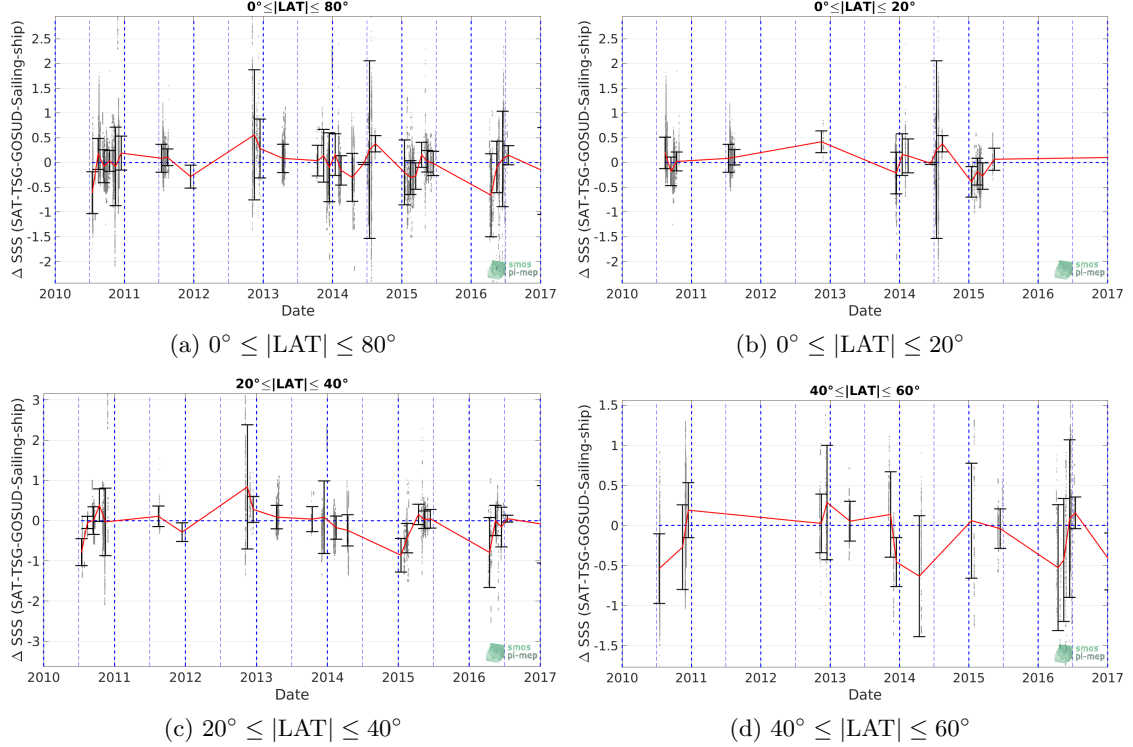 0°≤|LAT|≤ 80°
Δ SSS (SAT-TSG-GOSUD-Sailing-ship)
2.5
2
1.5
1
0.5
0
-0.5
-1
-1.5
-2
2010 2011 2012 2013 2014 2015 2016 2017
Date
smos
pi-mep
(a) 0° ≤ |LAT| ≤ 80°
0°≤|LAT|≤ 20°
Δ SSS (SAT-TSG-GOSUD-Sailing-ship)
2.5
2
1.5
1
0.5
0
-0.5
-1
-1.5
-2
2010 2011 2012 2013 2014 2015 2016 2017
Date
smos
pi-mep
(b) 0° ≤ |LAT| ≤ 20°
20°≤|LAT|≤ 40°
Δ SSS (SAT-TSG-GOSUD-Sailing-ship)
3
2
1
0
-1
-2
-3
2010 2011 2012 2013 2014 2015 2016 2017
Date
smos
pi-mep
(c) 20° ≤ |LAT| ≤ 40°
40°≤|LAT|≤ 60°
Δ SSS (SAT-TSG-GOSUD-Sailing-ship)
1.5
1
0.5
0
-0.5
-1
-1.5
2010 2011 2012 2013 2014 2015 2016 2017
Date
smos
pi-mep
(d) 40° ≤ |LAT| ≤ 60°